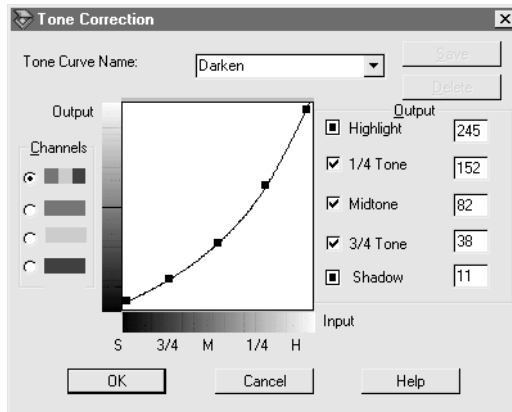 Tone Correction
Tone Curve Name:
Darken
Save
Delete
Output
Channels
Output
Highlight 245
1/4 Tone 152
Midtone 82
3/4 Tone 38
Shadow 11
Input
S 3/4 M 1/4 H
OK Cancel Help